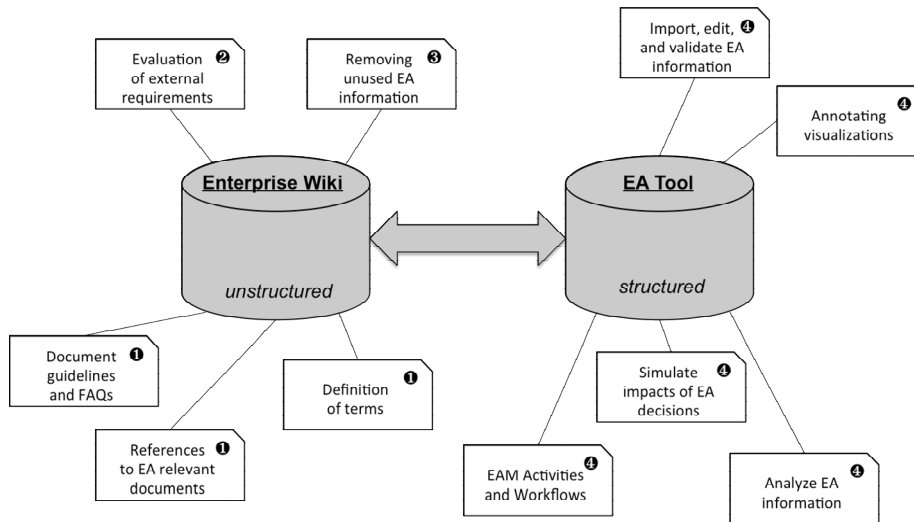 Evaluation ❷
of external
requirements
Removing ❸
unused EA
information
Import, edit, ❹
and validate EA
information
Annotating ❹
visualizations
Enterprise Wiki
unstructured
EA Tool
structured
Document ❶
guidelines
and FAQs
Definition ❶
of terms
References ❶
to EA relevant
documents
Simulate ❹
impacts of EA
decisions
EAM Activities ❹
and Workflows
Analyze EA ❹
information